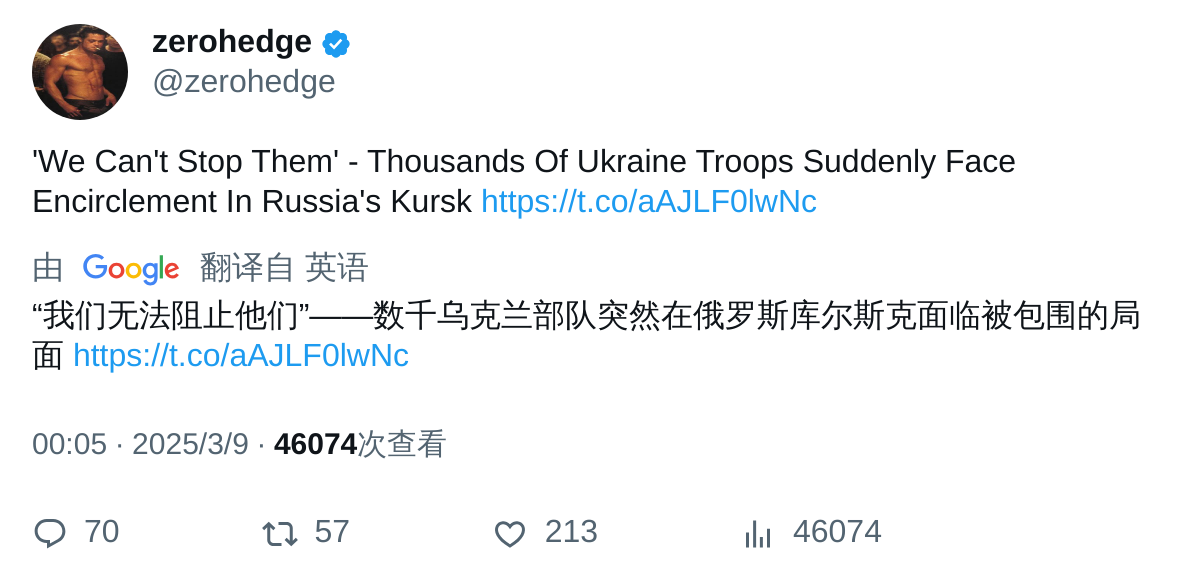 zerohedge
@zerohedge
'We Can't Stop Them' - Thousands Of Ukraine Troops Suddenly Face
Encirclement In Russia's Kursk https://t.co/aAJLF0lwNc
由 Google 翻译自 英语
“我们无法阻止他们”——数千乌克兰部队突然在俄罗斯库尔斯克面临被包围的局
面 https://t.co/aAJLF0lwNc
00:05 · 2025/3/9 · 46074次查看
70 57 213 46074